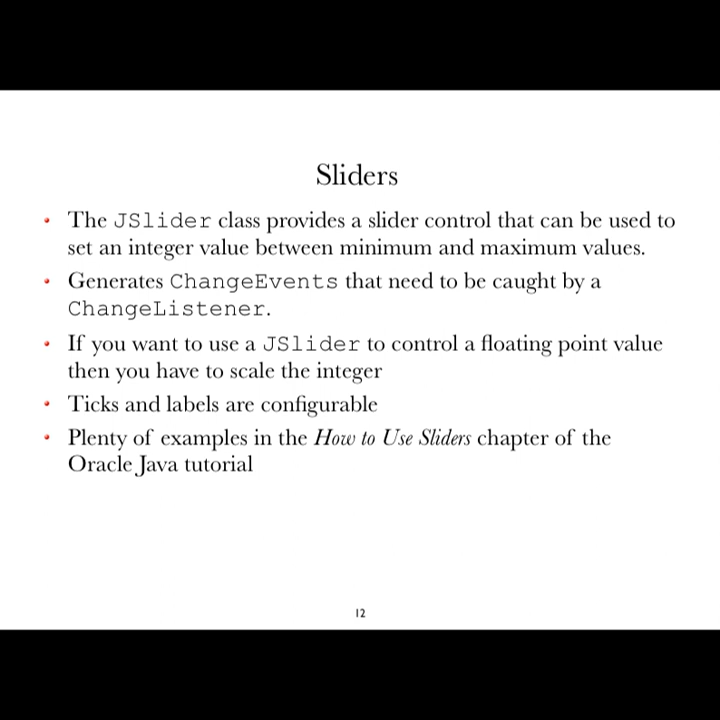 Sliders
• The JSlider class provides a slider control that can be used to
set an integer value between minimum and maximum values.
• Generates ChangeEvents that need to be caught by a
ChangeListener.
• If you want to use a JSlider to control a floating point value
then you have to scale the integer
• Ticks and labels are configurable
• Plenty of examples in the How to Use Sliders chapter of the
Oracle Java tutorial
12